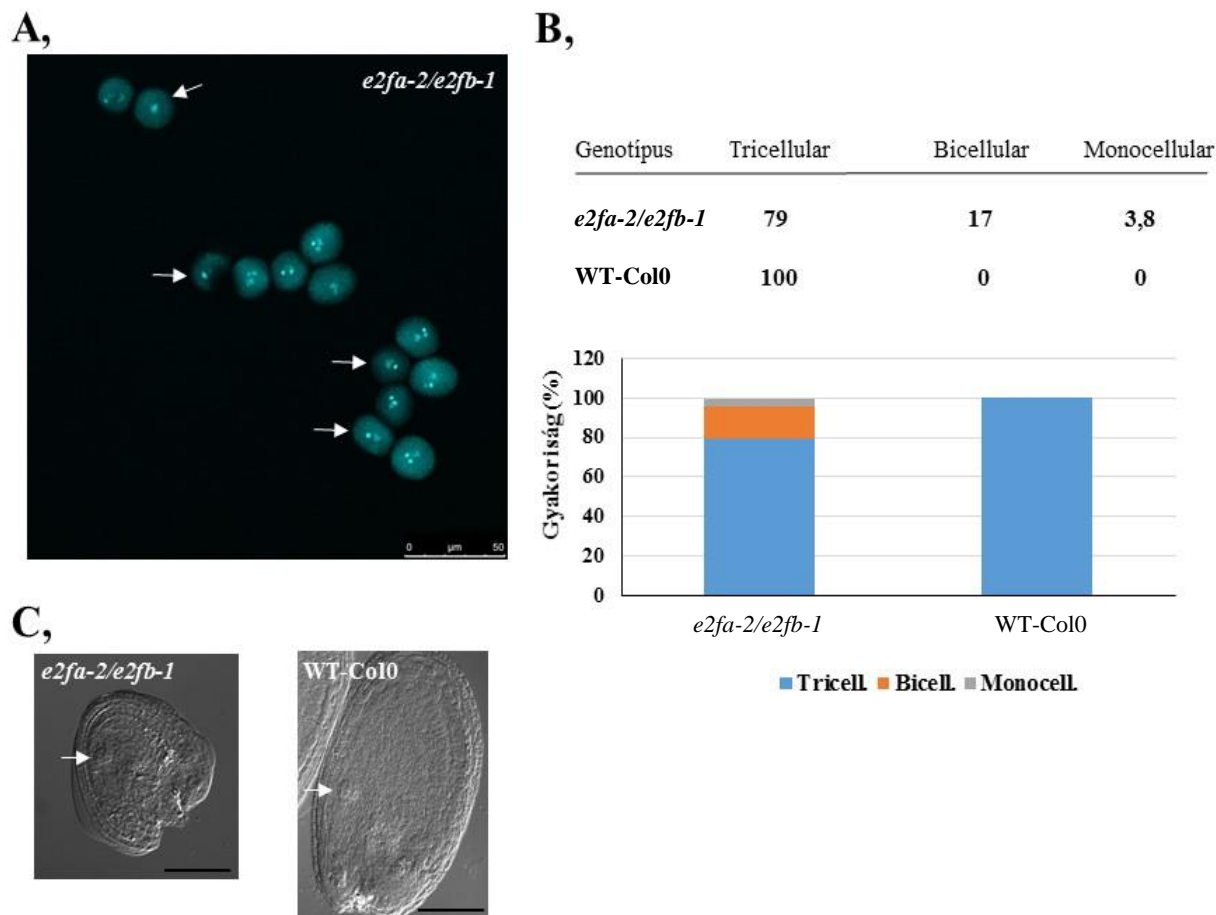 A,
e2fa-2/e2fb-1
0 µm 50
B,
Genotípus Tricellular Bicellular Monocellular
e2fa-2/e2fb-1 79 17 3,8
WT-Col0 100 0 0
120
100
80
60
40
20
0
Gyakoriság (%)
e2fa-2/e2fb-1 WT-Col0
Tricell. Bicell. Monocell.
C,
e2fa-2/e2fb-1
WT-Col0